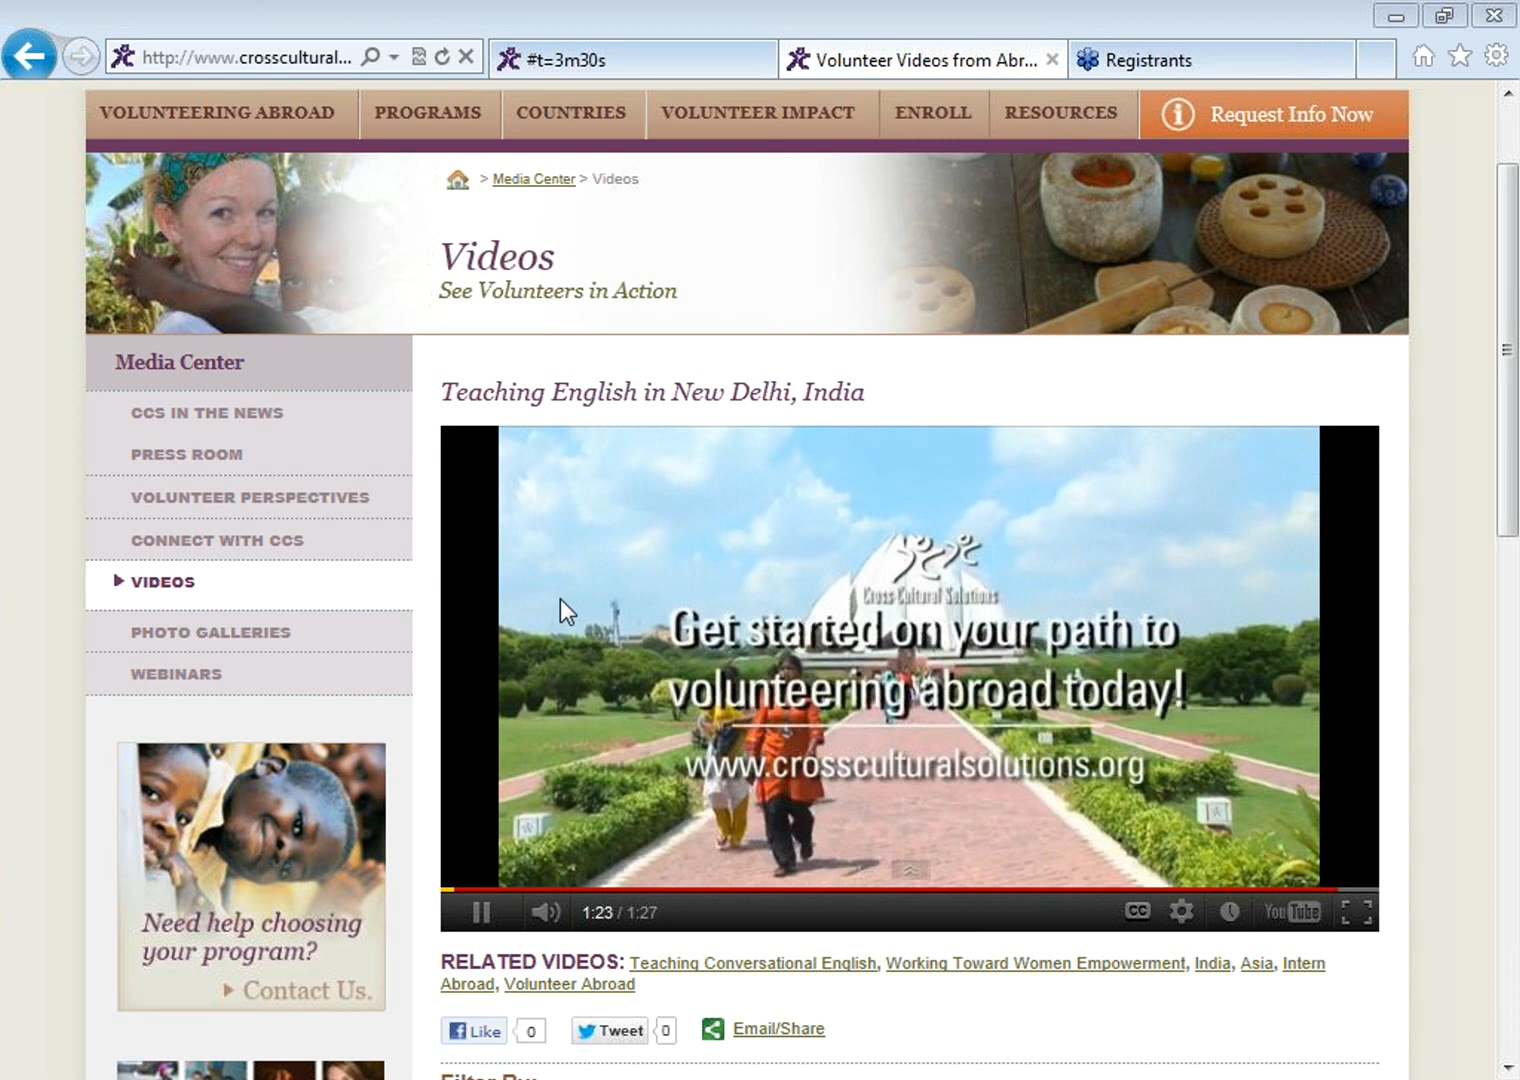 http://www.crosscultural...
#t=3m30s
Volunteer Videos from Abr...
Registrants
VOLUNTEERING ABROAD
PROGRAMS
COUNTRIES
VOLUNTEER IMPACT
ENROLL
RESOURCES
Request Info Now
> Media Center > Videos
Videos
See Volunteers in Action
Media Center
CCS IN THE NEWS
PRESS ROOM
VOLUNTEER PERSPECTIVES
CONNECT WITH CCS
VIDEOS
PHOTO GALLERIES
WEBINARS
Need help choosing
your program?
Contact Us.
Teaching English in New Delhi, India
Cross-Cultural Solutions
Get started on your path to
volunteering abroad today!
www.crossculturalsolutions.org
1:23 / 1:27
CC
YouTube
RELATED VIDEOS: Teaching Conversational English, Working Toward Women Empowerment, India, Asia, Intern
Abroad, Volunteer Abroad
Like 0
Tweet 0
Email/Share
Filter By: